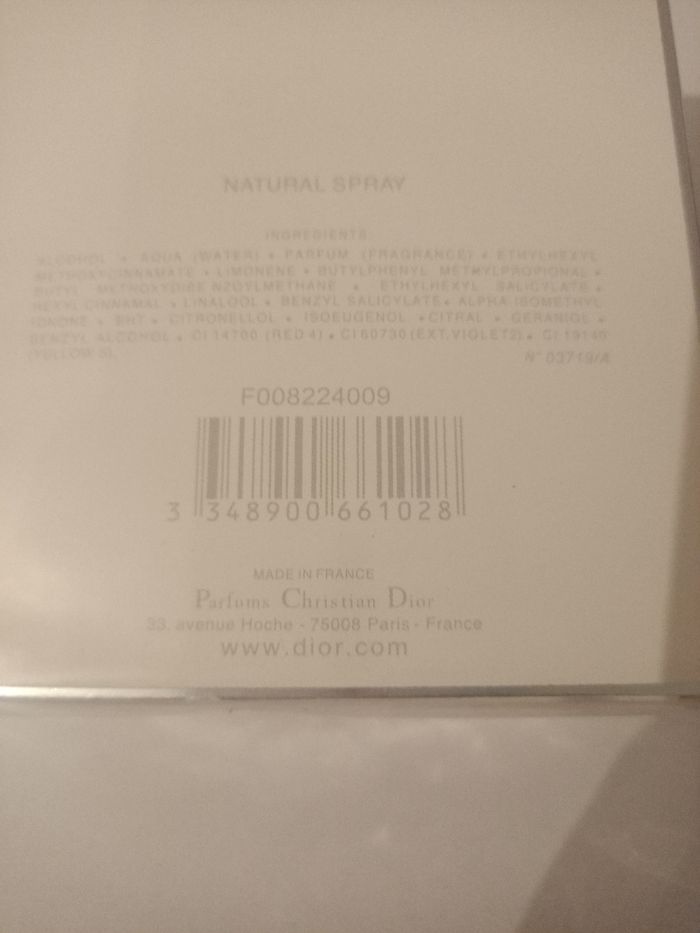 NATURAL SPRAY
INGREDIENTS
ALCOHOL • AQUA (WATER) • PARFUM (FRAGRANCE) • ETHYLHEXYL
METHOXYCINNAMATE • LIMONENE • BUTYLPHENYL METHYLPROPIONAL •
BUTYL METHOXYDIBENZOYLMETHANE • ETHYLHEXYL SALICYLATE •
HEXYL CINNAMAL • LINALOOL • BENZYL SALICYLATE • ALPHA-ISOMETHYL
IONONE • BHT • CITRONELLOL • ISOEUGENOL • CITRAL • GERANIOL •
BENZYL ALCOHOL • CI 14700 (RED 4) • CI 60730 (EXT. VIOLET 2) • CI 19140
(YELLOW 5). N° 03719/A
F008224009
3 348900 661028
MADE IN FRANCE
Parfums Christian Dior
33, avenue Hoche - 75008 Paris - France
www.dior.com